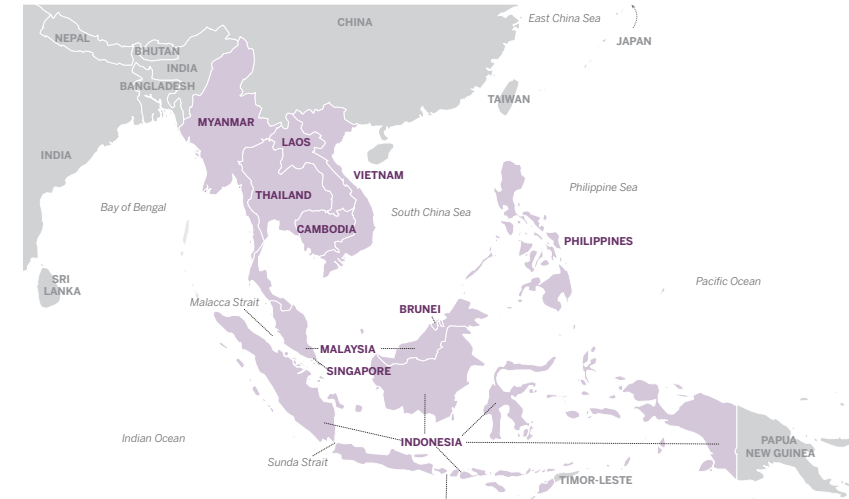 East China Sea
CHINA
NEPAL
JAPAN
BHUTAN
INDIA
BANGLADESH
TAIWAN
MYANMAR
LAOS
INDIA
VIETNAM
Philippine Sea
THAILAND
Bay of Bengal
South China Sea
CAMBODIA
PHILIPPINES
SRI
LANKA
Pacific Ocean
Malacca Strait
BRUNEI
MALAYSIA
SINGAPORE
Indian Ocean
INDONESIA
PAPUA
NEW GUINEA
Sunda Strait
TIMOR-LESTE